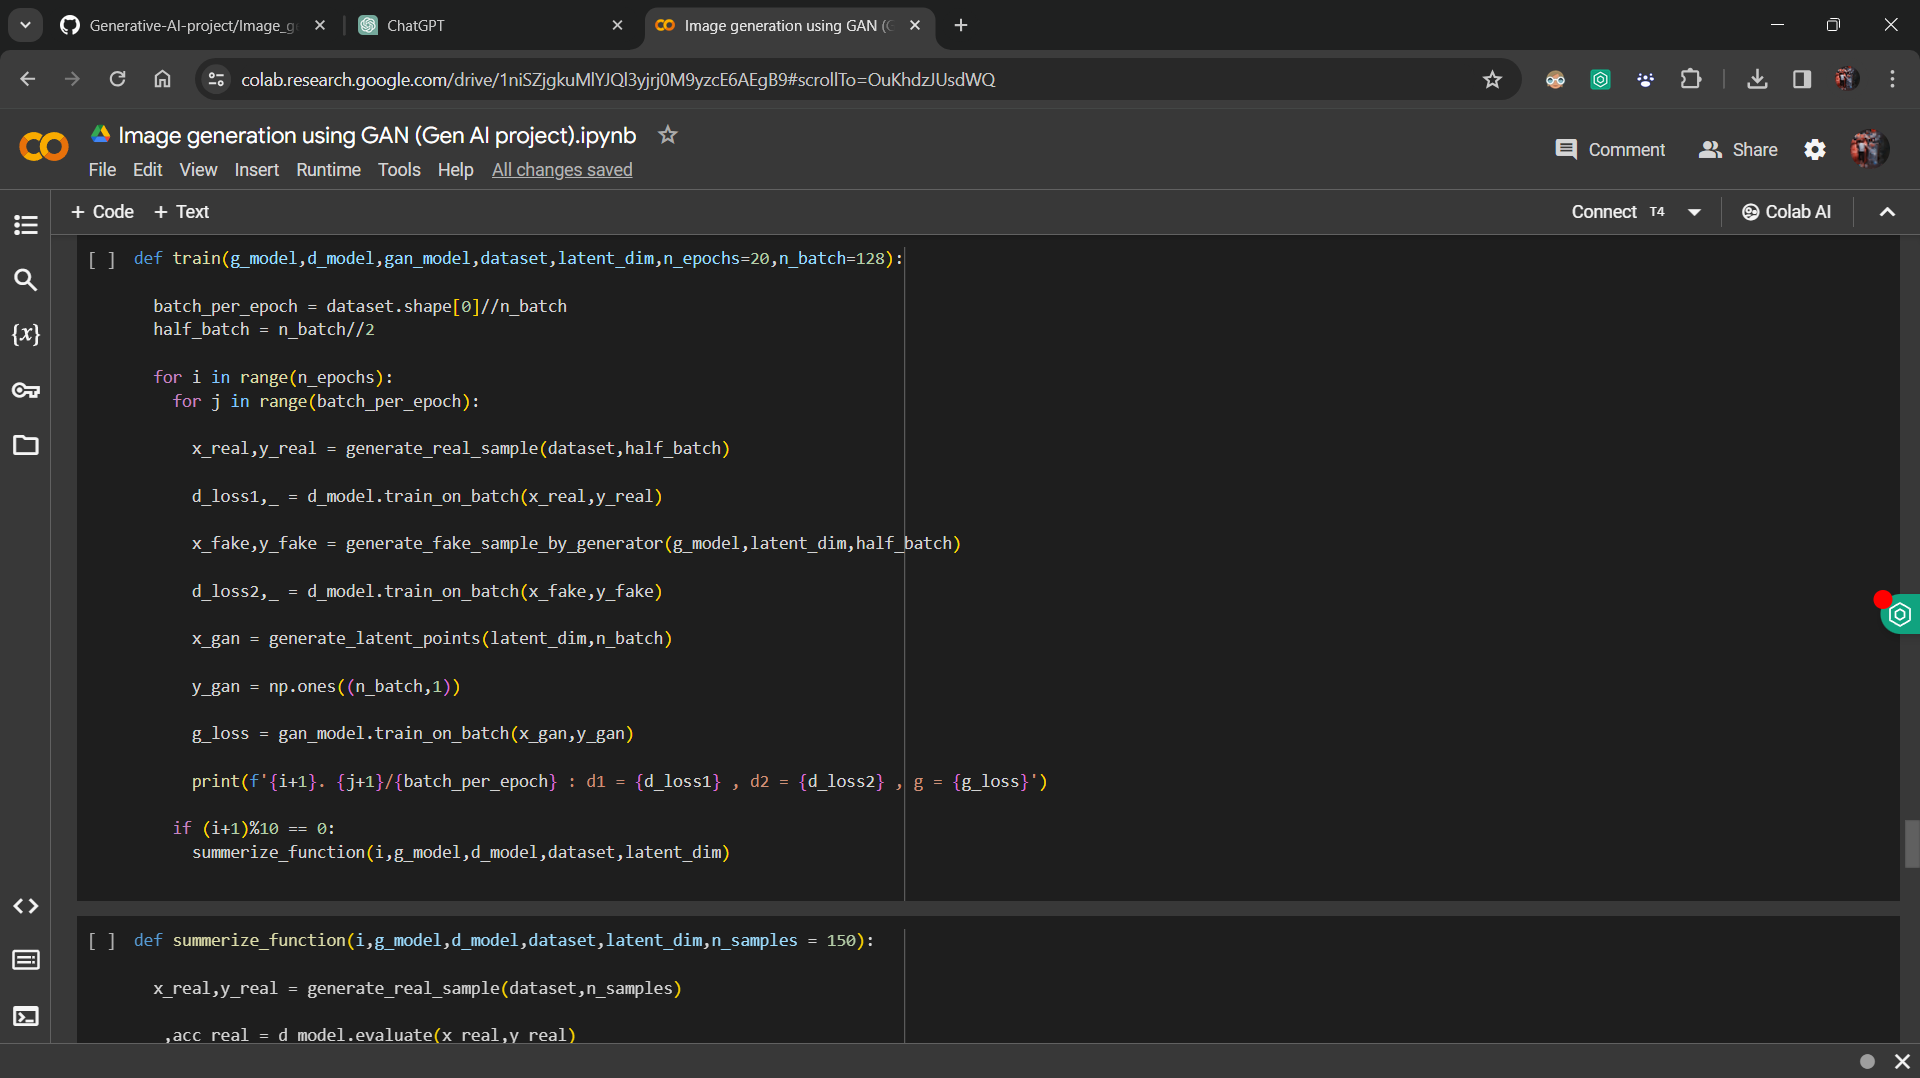 Generative-AI-project/Image_g
ChatGPT
Image generation using GAN (G
colab.research.google.com/drive/1niSZjgkuMlYJQl3yjrj0M9yzcE6AEgB9#scrollTo=OuKhdzJUsdWQ
Image generation using GAN (Gen AI project).ipynb
Comment
Share
File Edit View Insert Runtime Tools Help All changes saved
+ Code + Text
Connect T4
Colab AI
[ ] def train(g_model,d_model,gan_model,dataset,latent_dim,n_epochs=20,n_batch=128):
batch_per_epoch = dataset.shape[0]//n_batch
half_batch = n_batch//2
for i in range(n_epochs):
for j in range(batch_per_epoch):
x_real,y_real = generate_real_sample(dataset,half_batch)
d_loss1,_ = d_model.train_on_batch(x_real,y_real)
x_fake,y_fake = generate_fake_sample_by_generator(g_model,latent_dim,half_batch)
d_loss2,_ = d_model.train_on_batch(x_fake,y_fake)
x_gan = generate_latent_points(latent_dim,n_batch)
y_gan = np.ones((n_batch,1))
g_loss = gan_model.train_on_batch(x_gan,y_gan)
print(f'{i+1}. {j+1}/{batch_per_epoch} : d1 = {d_loss1} , d2 = {d_loss2} , g = {g_loss}')
if (i+1)%10 == 0:
summerize_function(i,g_model,d_model,dataset,latent_dim)
[ ] def summerize_function(i,g_model,d_model,dataset,latent_dim,n_samples = 150):
x_real,y_real = generate_real_sample(dataset,n_samples)
_,acc_real = d_model.evaluate(x_real,y_real)